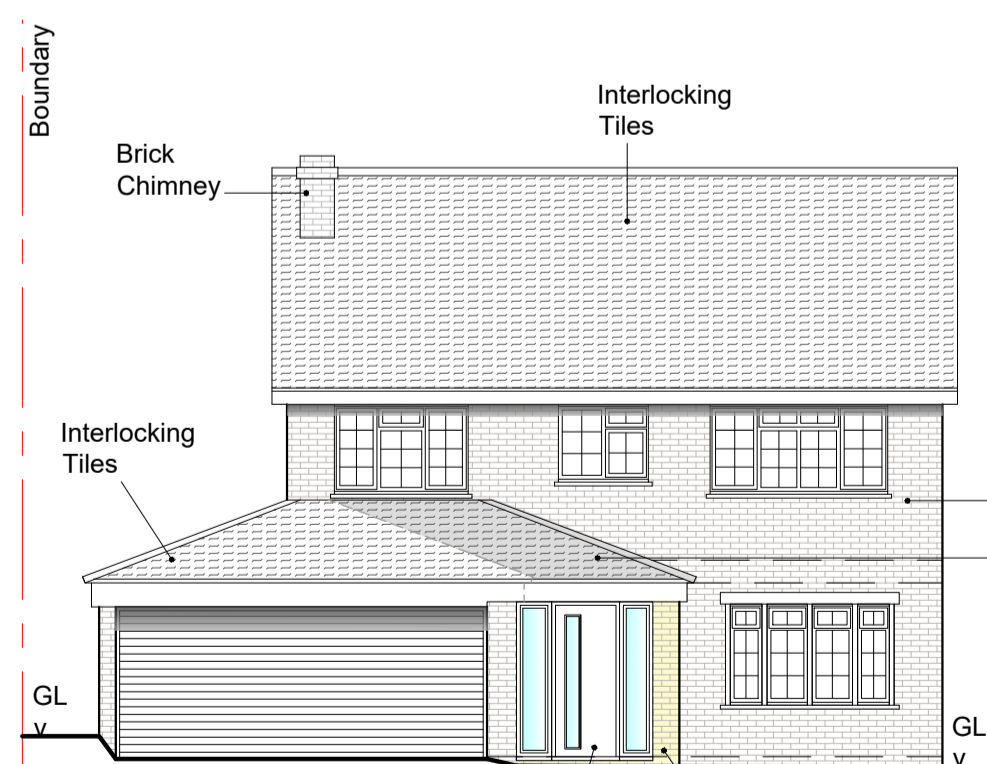 Boundary
Interlocking
Tiles
Brick
Chimney
Interlocking
Tiles
GL
v
GL
v